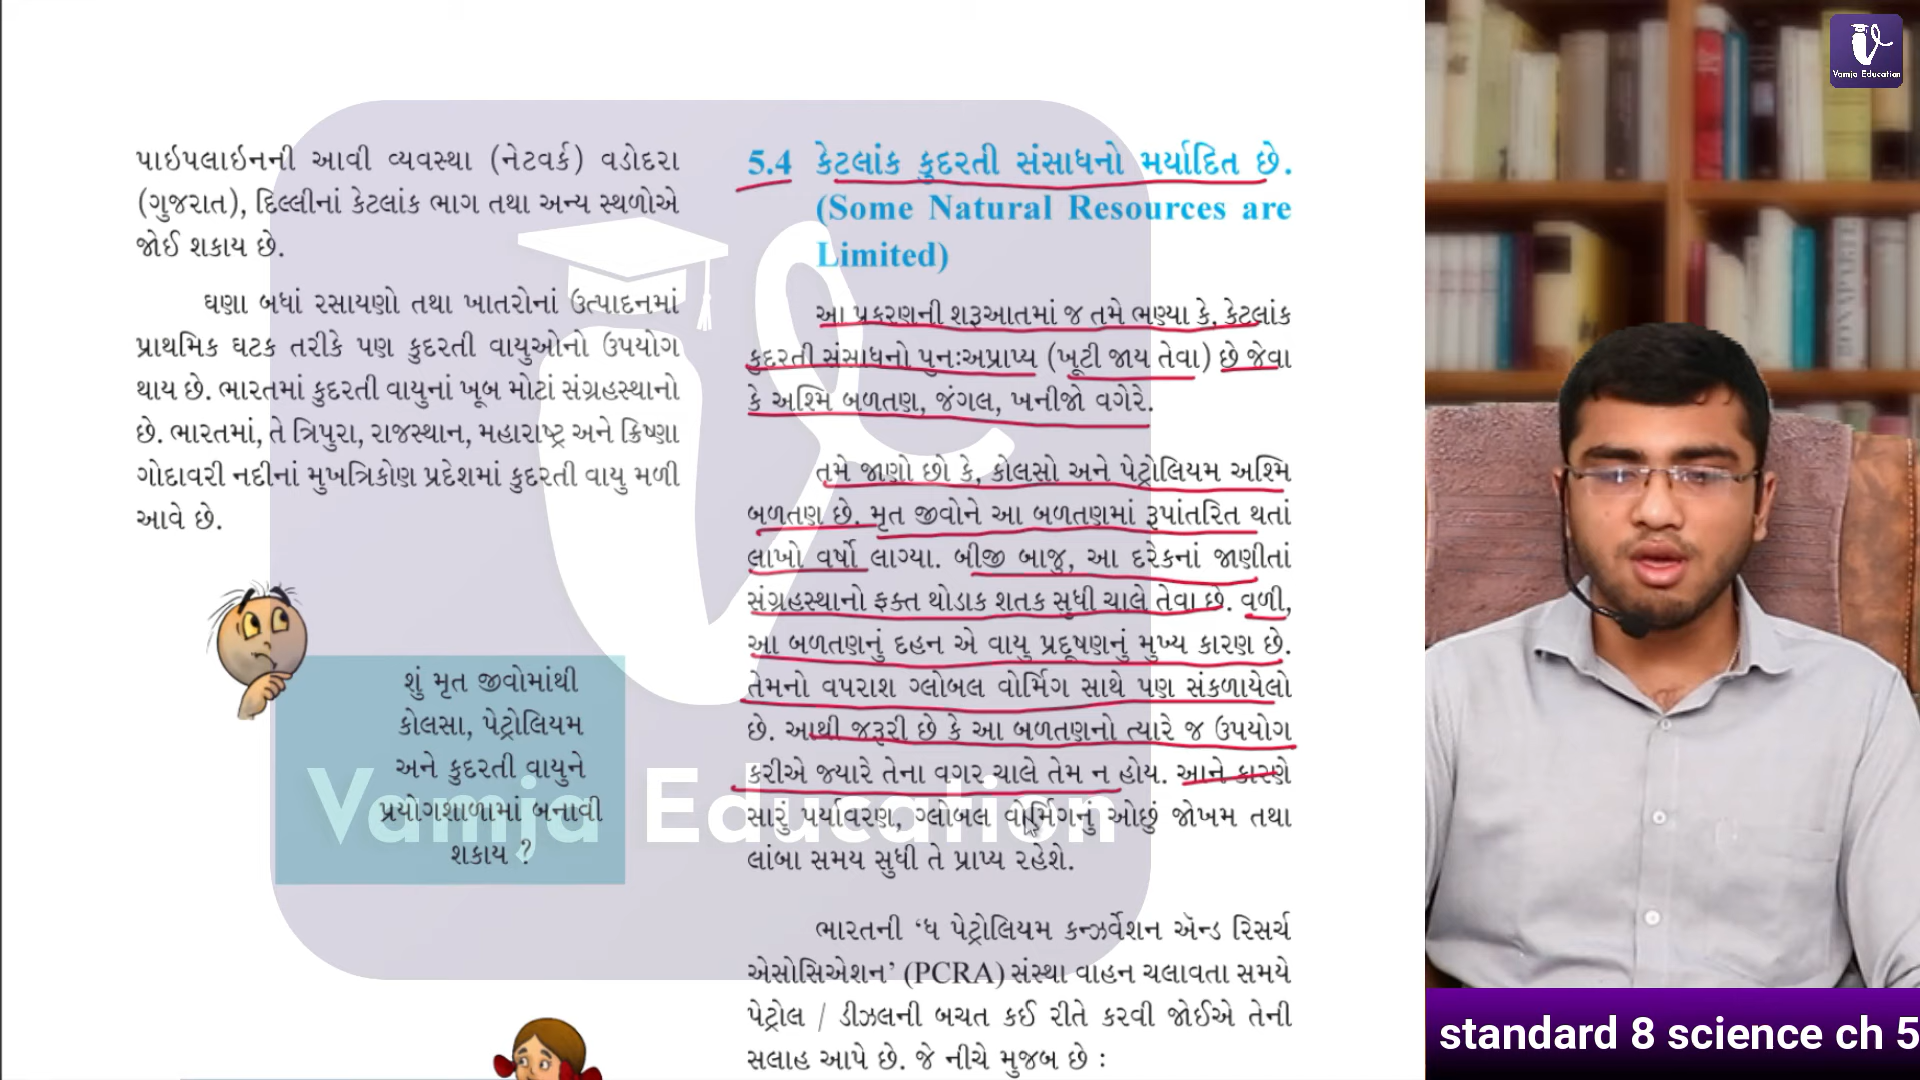 પાઇપલાઇનની આવી વ્યવસ્થા (નેટવર્ક) વડોદરા
(ગુજરાત), દિલ્લીનાં કેટલાંક ભાગ તથા અન્ય સ્થળોએ
જોઈ શકાય છે.
ઘણા બધાં રસાયણો તથા ખાતરોનાં ઉત્પાદનમાં
પ્રાથમિક ઘટક તરીકે પણ કુદરતી વાયુઓનો ઉપયોગ
થાય છે. ભારતમાં કુદરતી વાયુનાં ખૂબ મોટાં સંગ્રહસ્થાનો
છે. ભારતમાં, તે ત્રિપુરા, રાજસ્થાન, મહારાષ્ટ્ર અને ક્રિષ્ણા
ગોદાવરી નદીનાં મુખત્રિકોણ પ્રદેશમાં કુદરતી વાયુ મળી
આવે છે.
શું મૃત જીવોમાંથી
કોલસા, પેટ્રોલિયમ
અને કુદરતી વાયુને
પ્રયોગશાળામાં બનાવી
શકાય ?
5.4 કેટલાંક કુદરતી સંસાધનો મર્યાદિત છે.
(Some Natural Resources are
Limited)
આ પ્રકરણની શરૂઆતમાં જ તમે ભણ્યા કે, કેટલાંક
કુદરતી સંસાધનો પુનઃઅપ્રાપ્ય (ખૂટી જાય તેવા) છે જેવા
કે અશ્મિ બળતણ, જંગલ, ખનીજો વગેરે.
તમે જાણો છો કે, કોલસો અને પેટ્રોલિયમ અશ્મિ
બળતણ છે. મૃત જીવોને આ બળતણમાં રૂપાંતરિત થતાં
લાખો વર્ષો લાગ્યા. બીજી બાજુ, આ દરેકનાં જાણીતાં
સંગ્રહસ્થાનો ફક્ત થોડાક શતક સુધી ચાલે તેવા છે. વળી,
આ બળતણનું દહન એ વાયુ પ્રદૂષણનું મુખ્ય કારણ છે.
તેમનો વપરાશ ગ્લોબલ વોર્મિંગ સાથે પણ સંકળાયેલો
છે. આથી જરૂરી છે કે આ બળતણનો ત્યારે જ ઉપયોગ
કરીએ જ્યારે તેના વગર ચાલે તેમ ન હોય. આને કારણે
સારું પર્યાવરણ, ગ્લોબલ વોર્મિંગનું ઓછું જોખમ તથા
લાંબા સમય સુધી તે પ્રાપ્ય રહેશે.
ભારતની ‘ધ પેટ્રોલિયમ કન્ઝર્વેશન ઍન્ડ રિસર્ચ
એસોસિએશન’ (PCRA) સંસ્થા વાહન ચલાવતા સમયે
પેટ્રોલ / ડીઝલની બચત કઈ રીતે કરવી જોઈએ તેની
સલાહ આપે છે. જે નીચે મુજબ છે :
Vamja Education
Vamja Education
standard 8 science ch 5